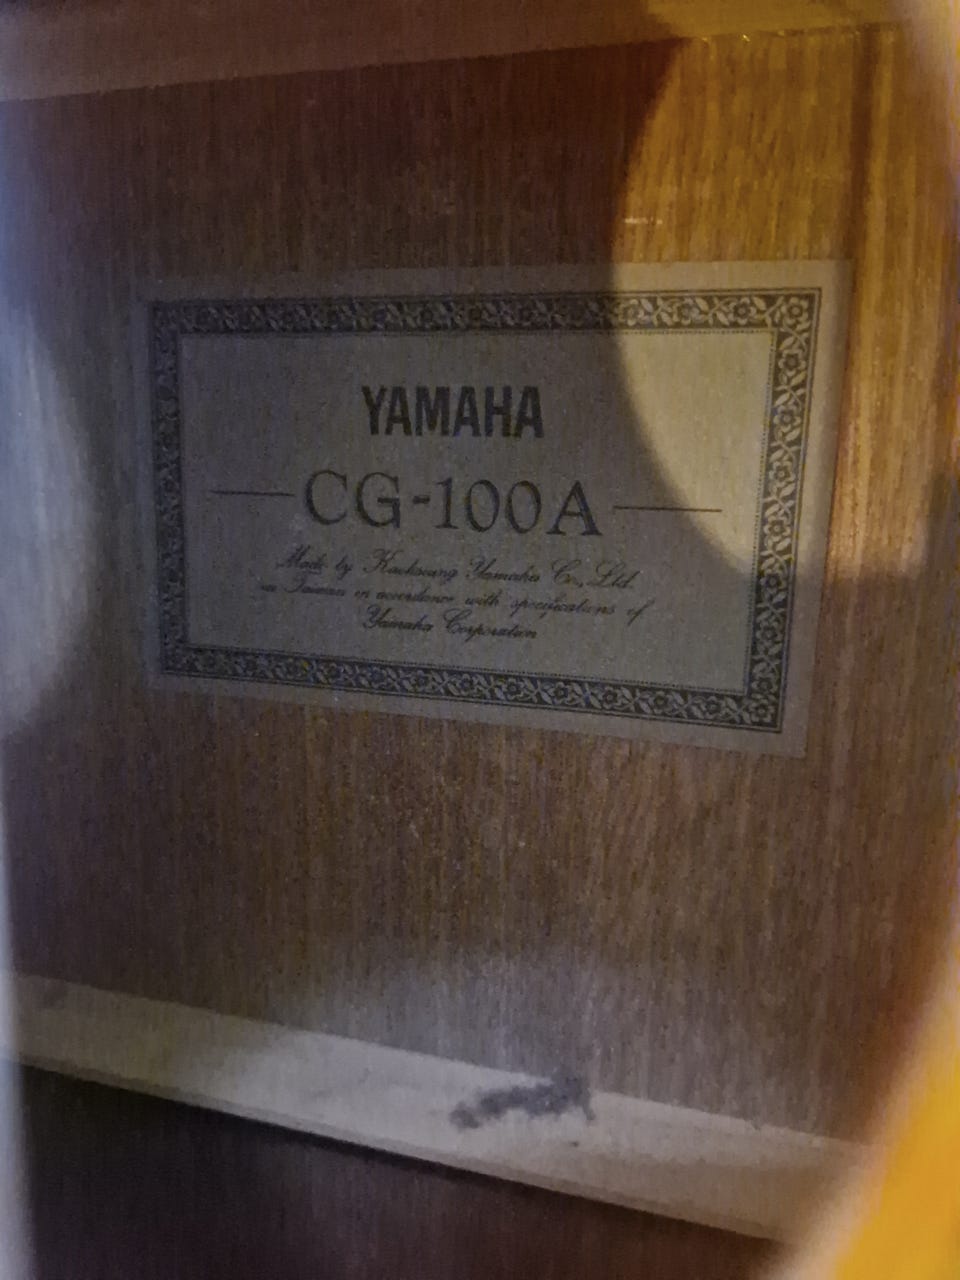 YAMAHA
CG-100A
Made by Kaohsiung Yamaha Co., Ltd.
in Taiwan in accordance with specifications of
Yamaha Corporation